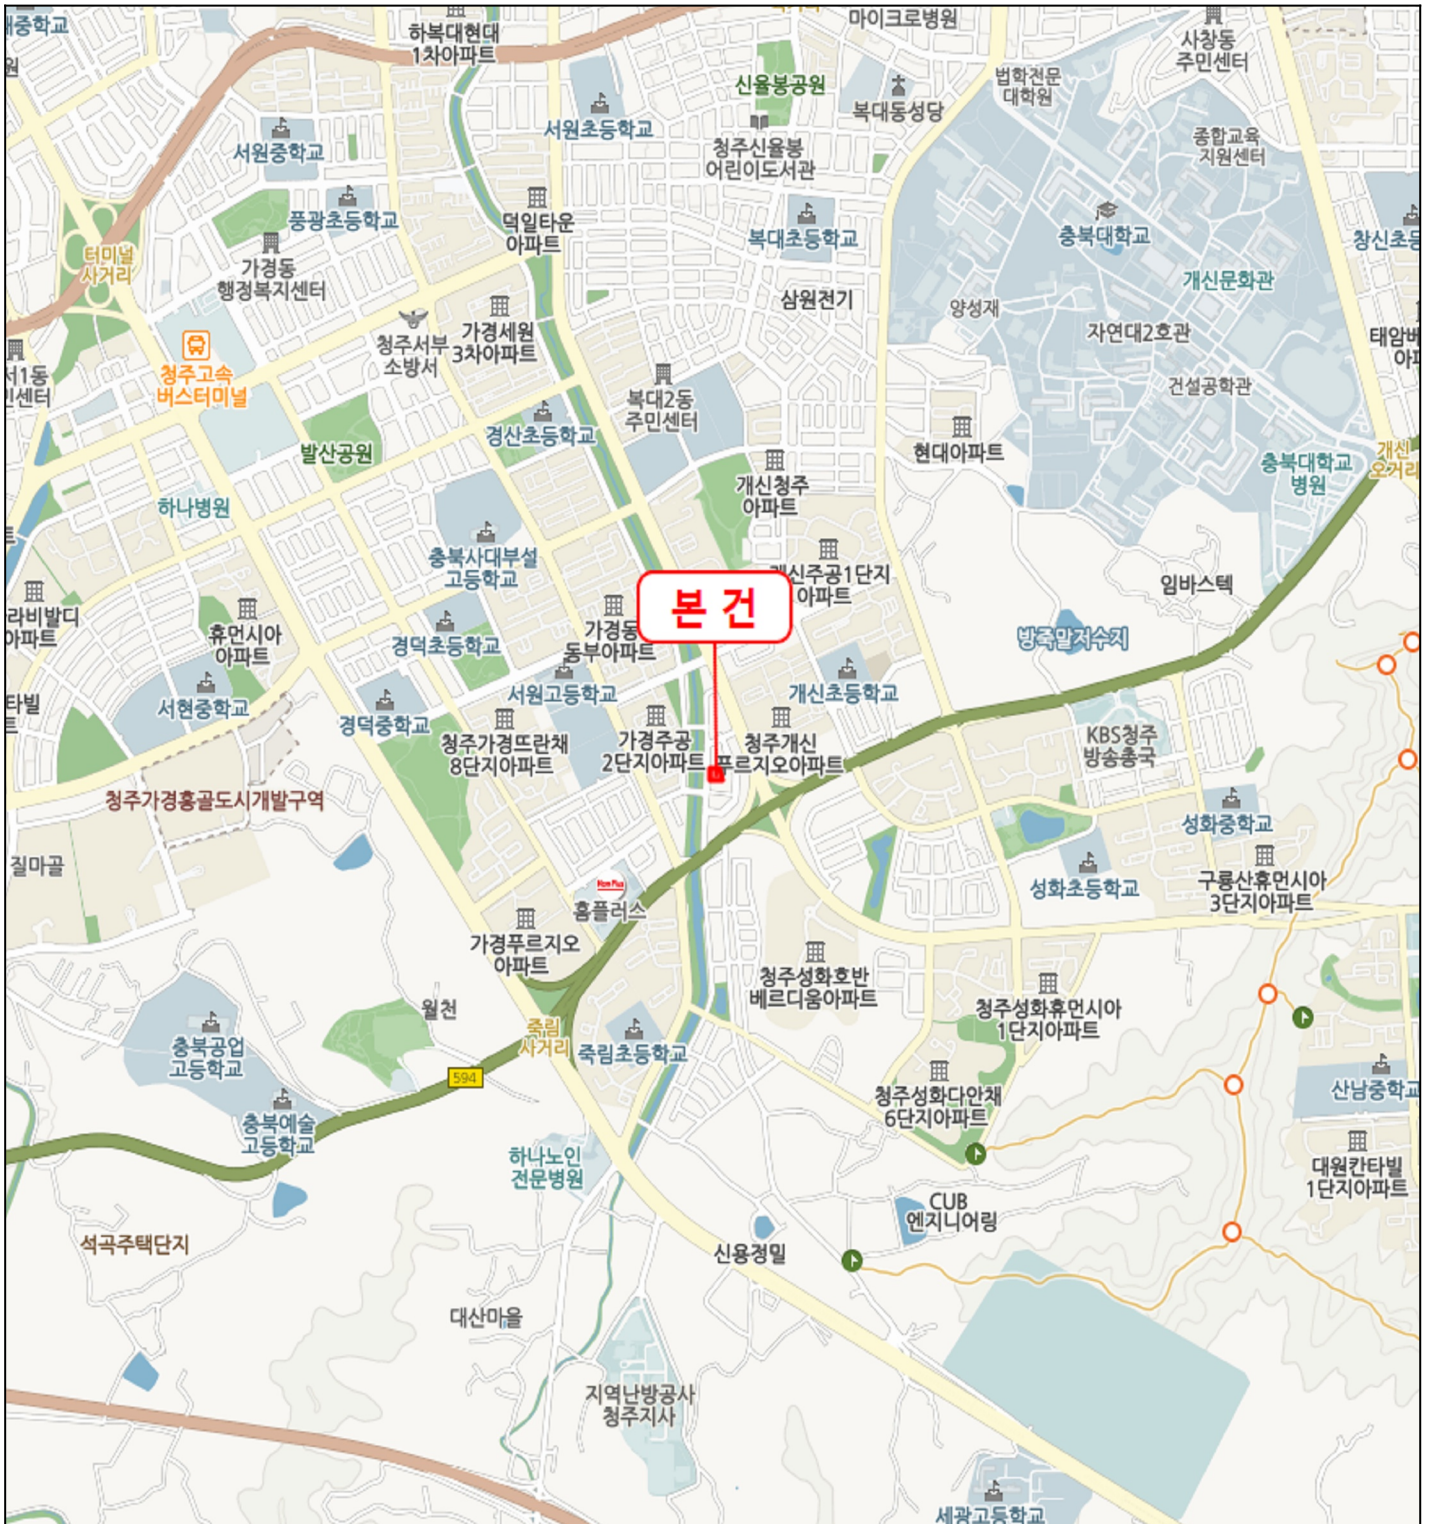 하복대현대
1차아파트
마이크로병원
사창동
주민센터
신율봉공원
법학전문
대학원
복대동성당
서원초등학교
서원중학교
청주신율봉
어린이도서관
종합교육
지원센터
풍광초등학교
덕일타운
아파트
복대초등학교
충북대학교
터미널
사거리
가경동
행정복지센터
개신문화관
삼원전기
양성재
청주서부
소방서
가경세원
3차아파트
자연대2호관
청주고속
버스터미널
건설공학관
복대2동
주민센터
경산초등학교
발산공원
현대아파트
개신
오거리
충북대학교
병원
개신청주
아파트
하나병원
충북사대부설
고등학교
개신주공1단지
아파트
임바스텍
본 건
휴먼시아
아파트
경덕초등학교
가경동
동부아파트
방죽말저수지
서현중학교
경덕중학교
서원고등학교
개신초등학교
청주가경뜨란채
8단지아파트
가경주공
2단지아파트
청주개신
푸르지오아파트
KBS청주
방송총국
청주가경홍골도시개발구역
성화중학교
질마골
성화초등학교
구룡산휴먼시아
3단지아파트
Home Plus
홈플러스
가경푸르지오
아파트
청주성화호반
베르디움아파트
월천
청주성화휴먼시아
1단지아파트
죽림
사거리
죽림초등학교
충북공업
고등학교
594
청주성화다안채
6단지아파트
산남중학교
충북예술
고등학교
하나노인
전문병원
대원칸타빌
1단지아파트
CUB
엔지니어링
석곡주택단지
신용정밀
대산마을
지역난방공사
청주지사
세광고등학교